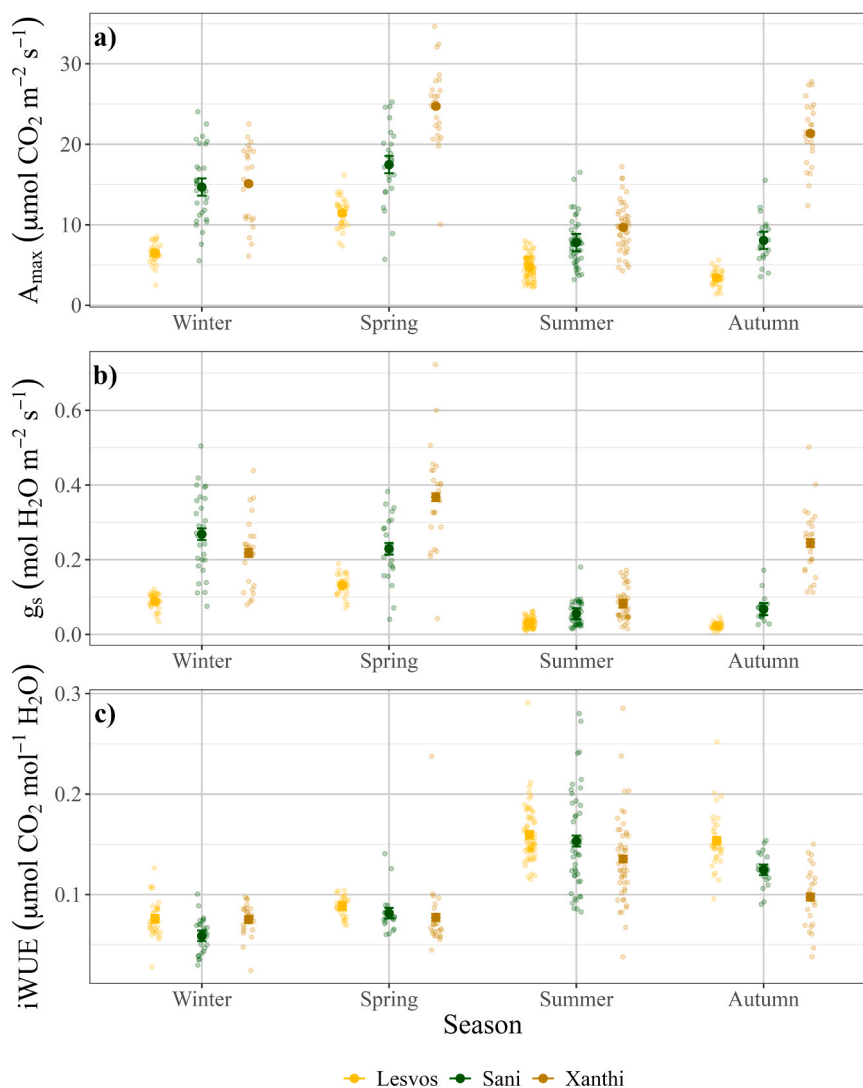 a)
A_max (μmol CO₂ m⁻² s⁻¹)
30
20
10
0
Winter Spring Summer Autumn
b)
g_s (mol H₂O m⁻² s⁻¹)
0.6
0.4
0.2
0.0
Winter Spring Summer Autumn
c)
iWUE (μmol CO₂ mol⁻¹ H₂O)
0.3
0.2
0.1
Winter Spring Summer Autumn
Season
Lesvos Sani Xanthi